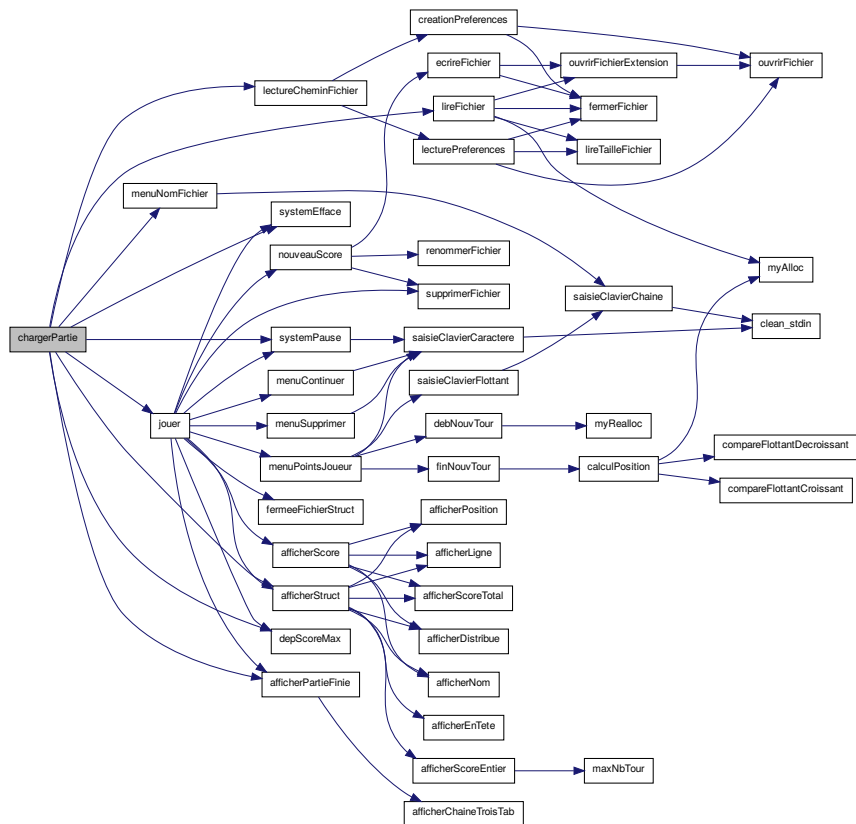 creationPreferences
ecrireFichier
ouvrirFichierExtension
ouvrirFichier
lectureCheminFichier
lireFichier
fermerFichier
lecturePreferences
lireTailleFichier
menuNomFichier
systemEfface
nouveauScore
renommerFichier
myAlloc
supprimerFichier
saisieClavierChaine
clean_stdin
chargerPartie
systemPause
saisieClavierCaractere
menuContinuer
saisieClavierFlottant
jouer
menuSupprimer
debNouvTour
myRealloc
compareFlottantDecroissant
menuPointsJoueur
finNouvTour
calculPosition
compareFlottantCroissant
fermeeFichierStruct
afficherPosition
afficherScore
afficherLigne
afficherStruct
afficherScoreTotal
depScoreMax
afficherDistribue
afficherPartieFinie
afficherNom
afficherEnTete
afficherScoreEntier
maxNbTour
afficherChaineTroisTab